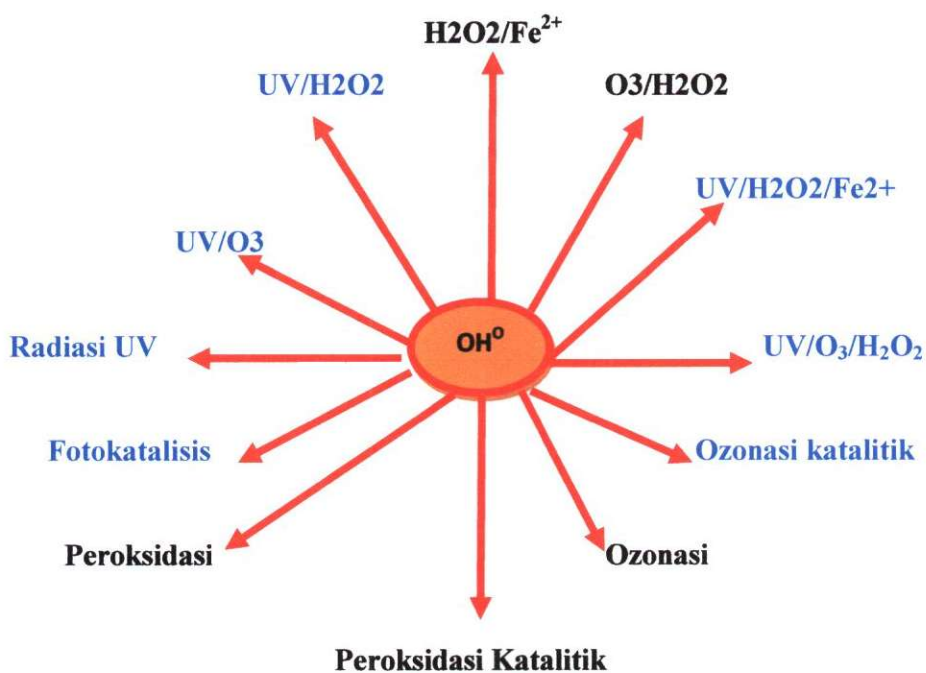 H2O2/Fe²⁺
UV/H2O2
O3/H2O2
UV/H2O2/Fe2+
UV/O3
OH⁰
Radiasi UV
UV/O₃/H₂O₂
Fotokatalisis
Ozonasi katalitik
Peroksidasi
Ozonasi
Peroksidasi Katalitik